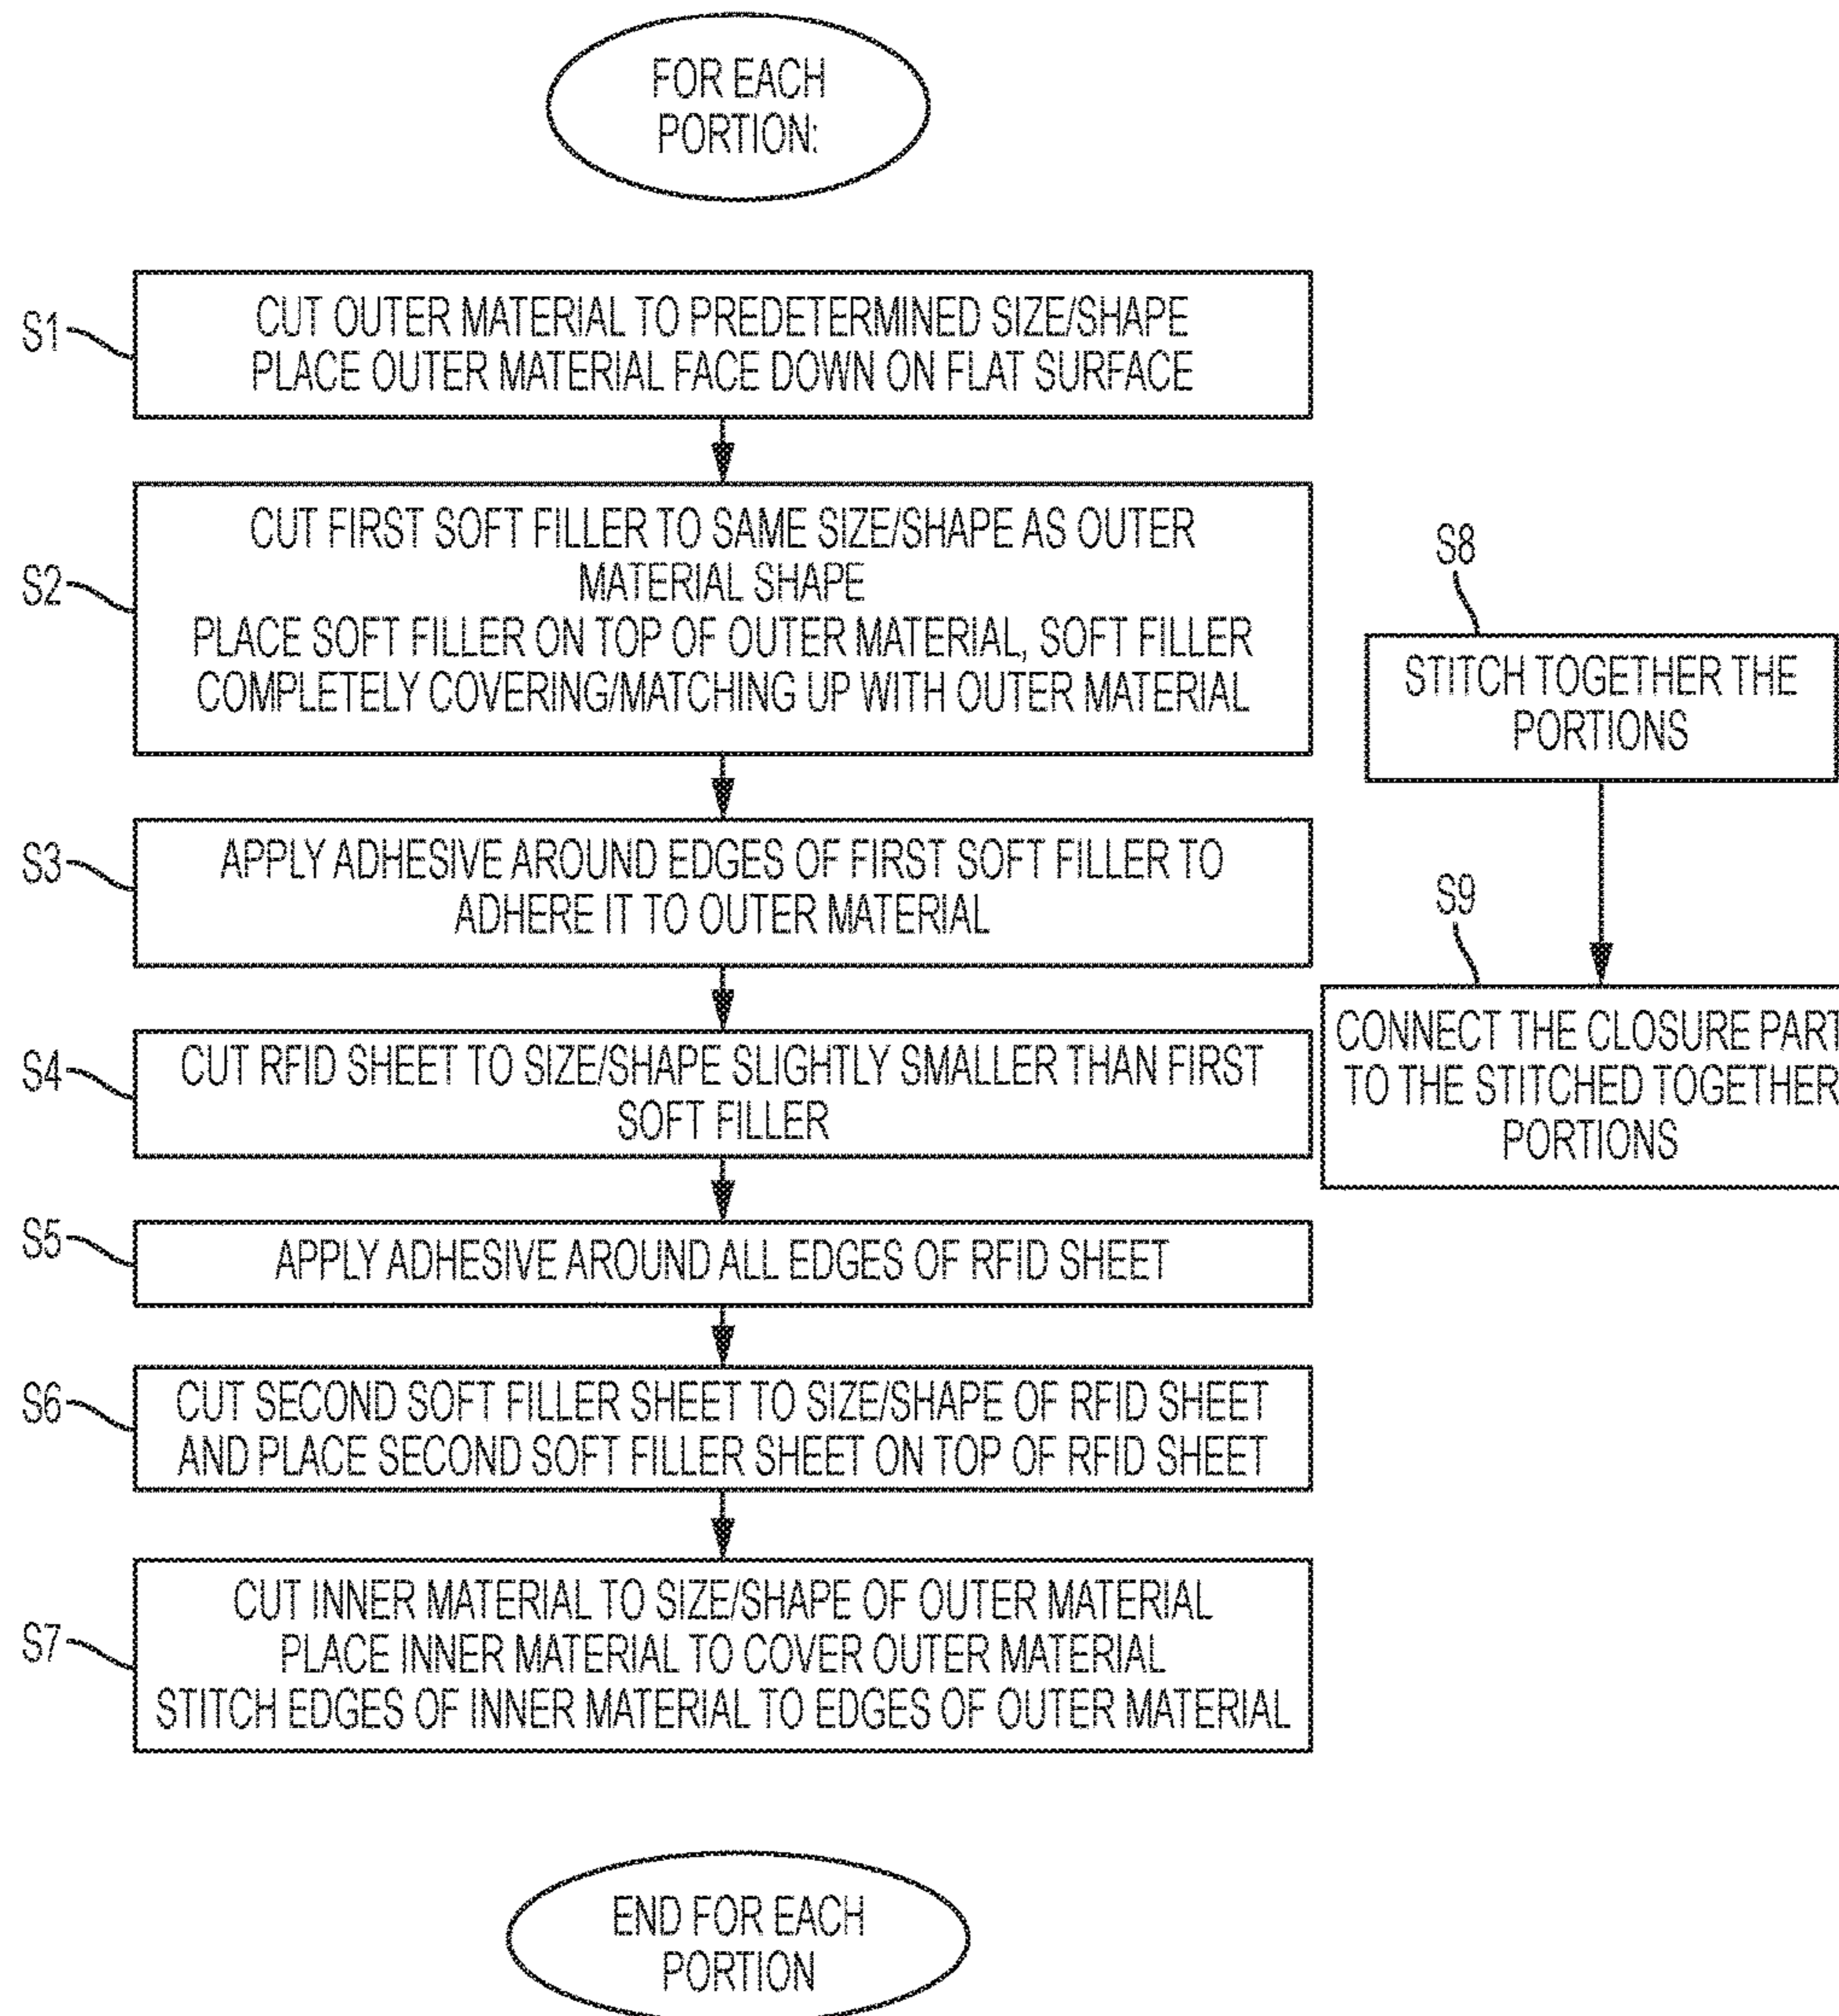 FOR EACH
PORTION:
S1
CUT OUTER MATERIAL TO PREDETERMINED SIZE/SHAPE
PLACE OUTER MATERIAL FACE DOWN ON FLAT SURFACE
S2
CUT FIRST SOFT FILLER TO SAME SIZE/SHAPE AS OUTER
MATERIAL SHAPE
PLACE SOFT FILLER ON TOP OF OUTER MATERIAL, SOFT FILLER
COMPLETELY COVERING/MATCHING UP WITH OUTER MATERIAL
S3
APPLY ADHESIVE AROUND EDGES OF FIRST SOFT FILLER TO
ADHERE IT TO OUTER MATERIAL
S4
CUT RFID SHEET TO SIZE/SHAPE SLIGHTLY SMALLER THAN FIRST
SOFT FILLER
S5
APPLY ADHESIVE AROUND ALL EDGES OF RFID SHEET
S6
CUT SECOND SOFT FILLER SHEET TO SIZE/SHAPE OF RFID SHEET
AND PLACE SECOND SOFT FILLER SHEET ON TOP OF RFID SHEET
S7
CUT INNER MATERIAL TO SIZE/SHAPE OF OUTER MATERIAL
PLACE INNER MATERIAL TO COVER OUTER MATERIAL
STITCH EDGES OF INNER MATERIAL TO EDGES OF OUTER MATERIAL
END FOR EACH
PORTION
S8
STITCH TOGETHER THE
PORTIONS
S9
CONNECT THE CLOSURE PART
TO THE STITCHED TOGETHER
PORTIONS